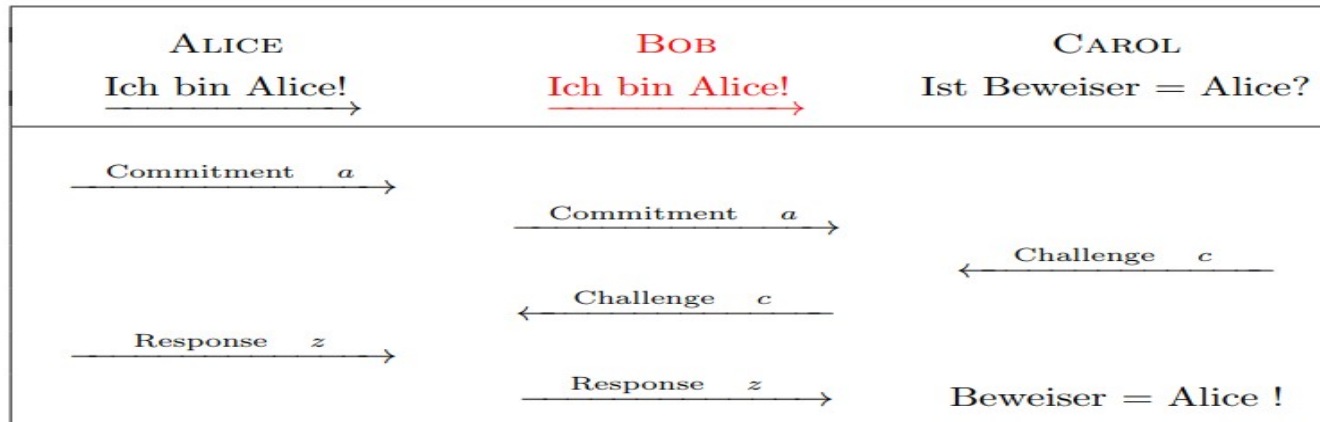 ALICE BOB CAROL
Ich bin Alice! Ich bin Alice! Ist Beweiser = Alice?
Commitment a
Commitment a
Challenge c
Challenge c
Response z
Response z Beweiser = Alice !